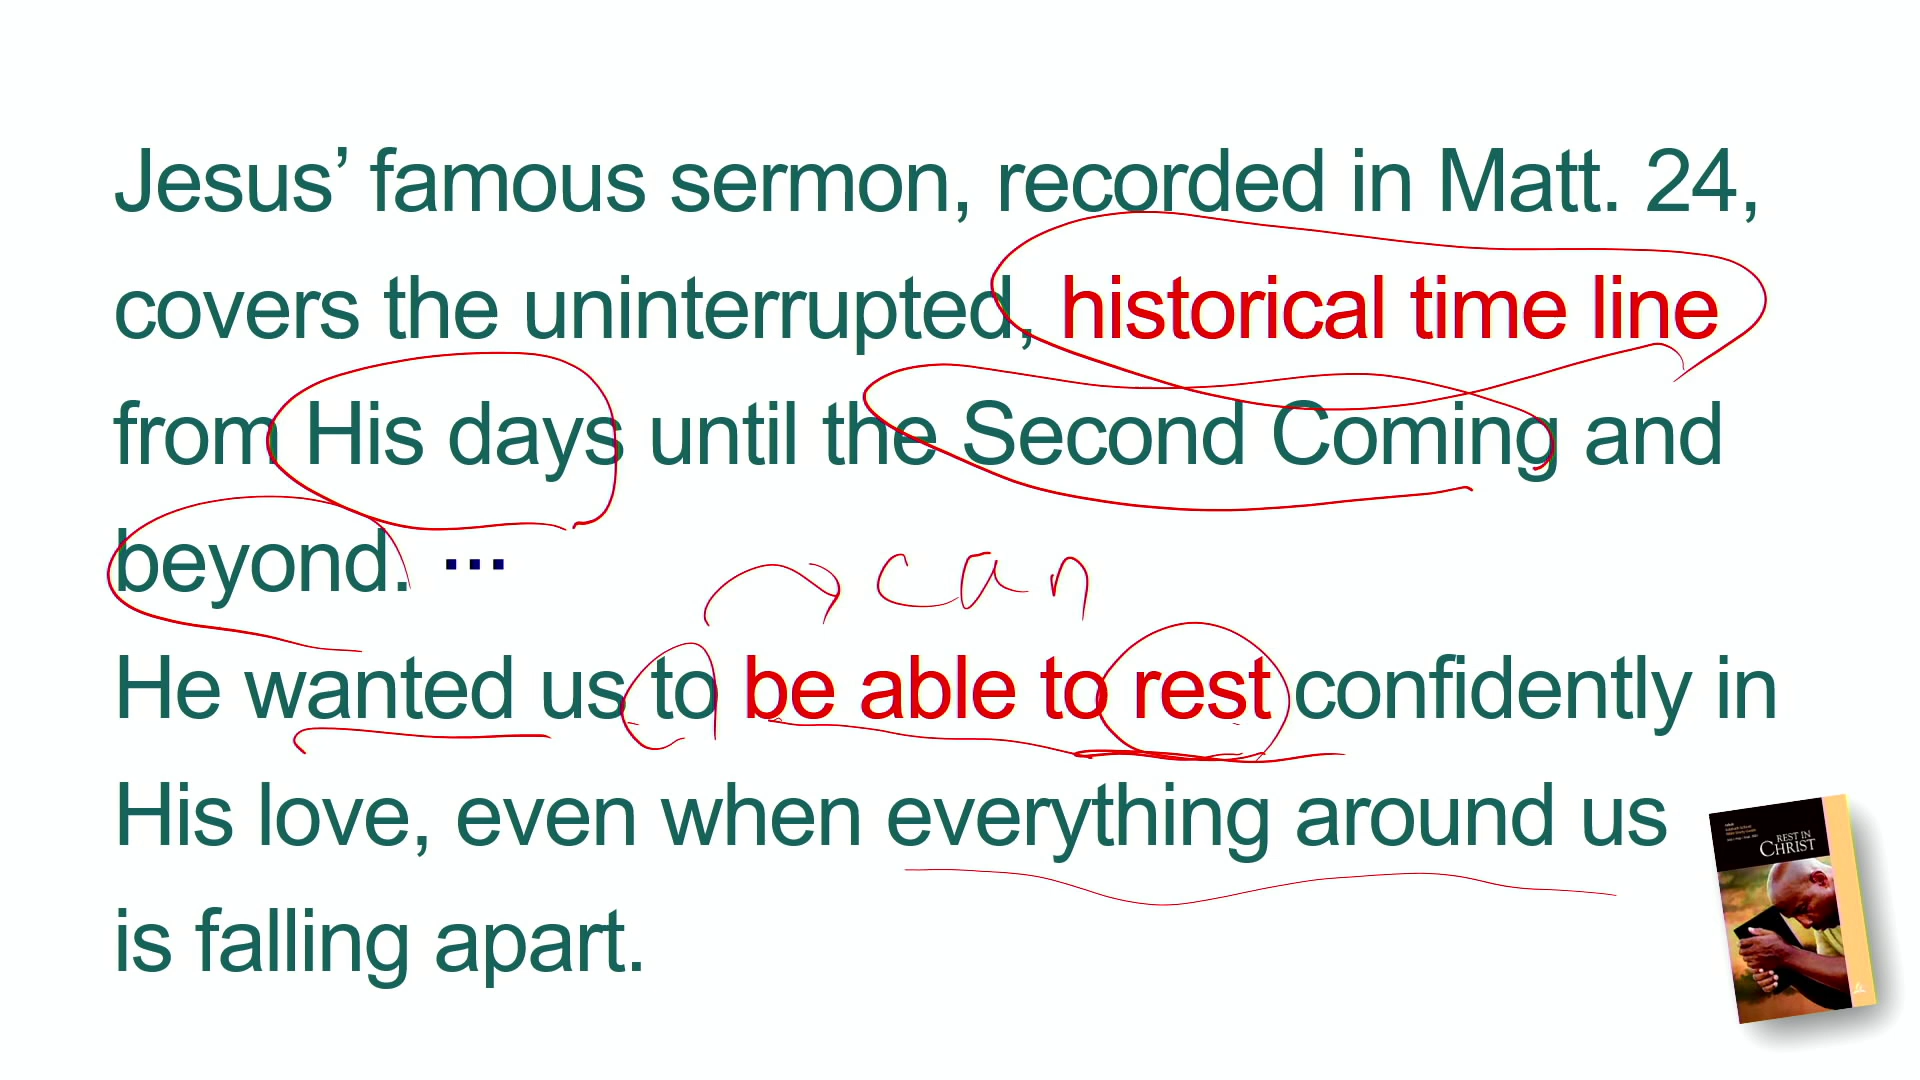 Jesus’ famous sermon, recorded in Matt. 24,
covers the uninterrupted, historical time line
from His days until the Second Coming and
beyond. ...
can
He wanted us to be able to rest confidently in
His love, even when everything around us
is falling apart.
REST IN
CHRIST